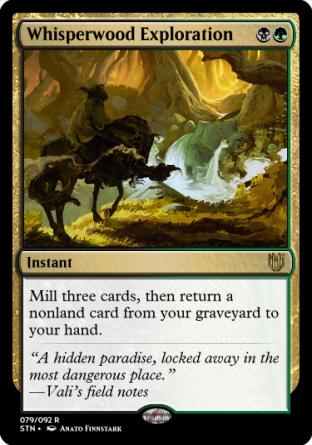 Whisperwood Exploration
Instant
Mill three cards, then return a
nonland card from your graveyard to
your hand.
“A hidden paradise, locked away in the
most dangerous place.”
—Vali’s field notes
079/092 R
STN • Anato Finnstark